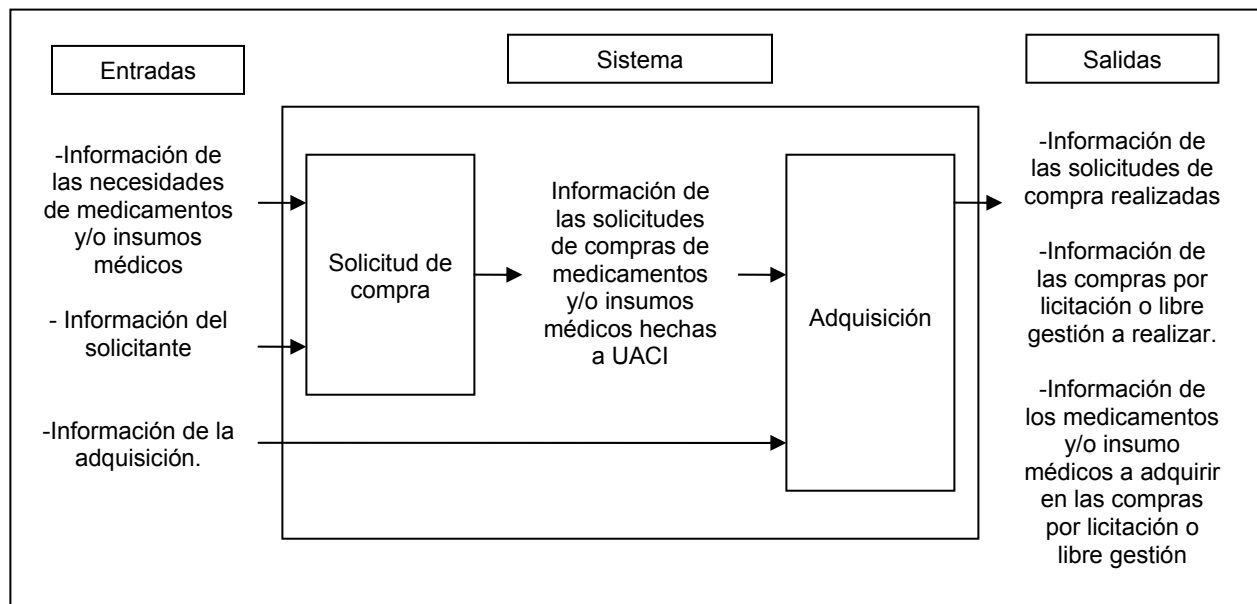 Entradas
Sistema
Salidas
-Información de
las necesidades
de medicamentos
y/o insumos
médicos
- Información del
solicitante
-Información de la
adquisición.
Solicitud de
compra
Información de
las solicitudes
de compras de
medicamentos
y/o insumos
médicos hechas
a UACI
Adquisición
-Información de
las solicitudes de
compra realizadas
-Información de
las compras por
licitación o libre
gestión a realizar.
-Información de
los medicamentos
y/o insumo
médicos a adquirir
en las compras
por licitación o
libre gestión